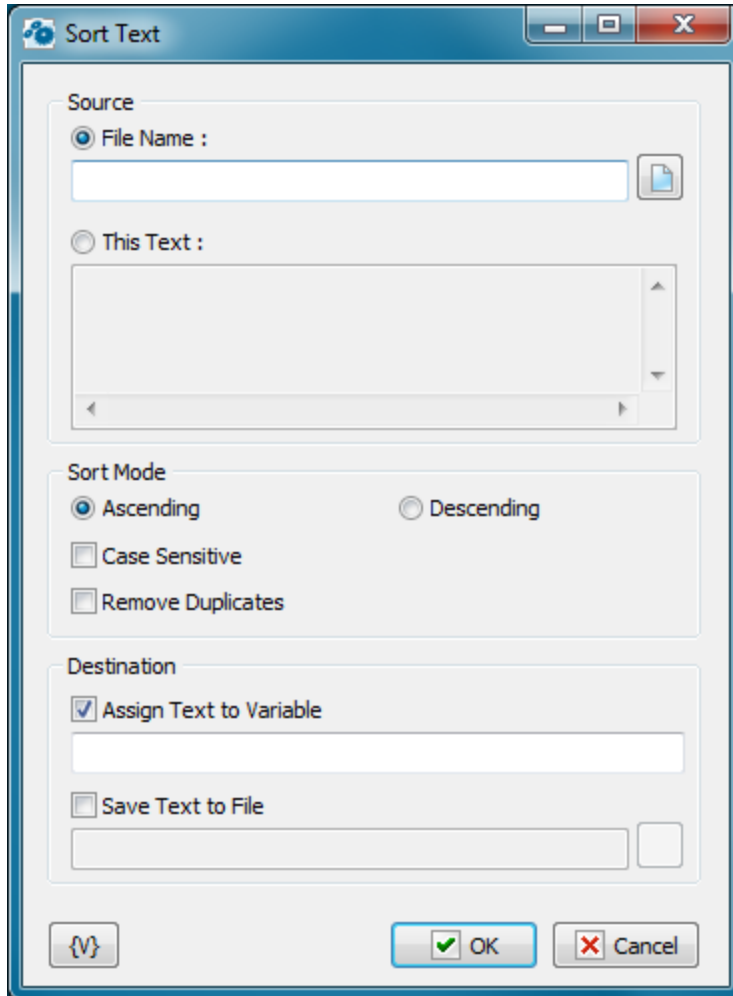 Sort Text
Source
File Name :
This Text :
Sort Mode
Ascending Descending
Case Sensitive
Remove Duplicates
Destination
Assign Text to Variable
Save Text to File
{V} OK Cancel